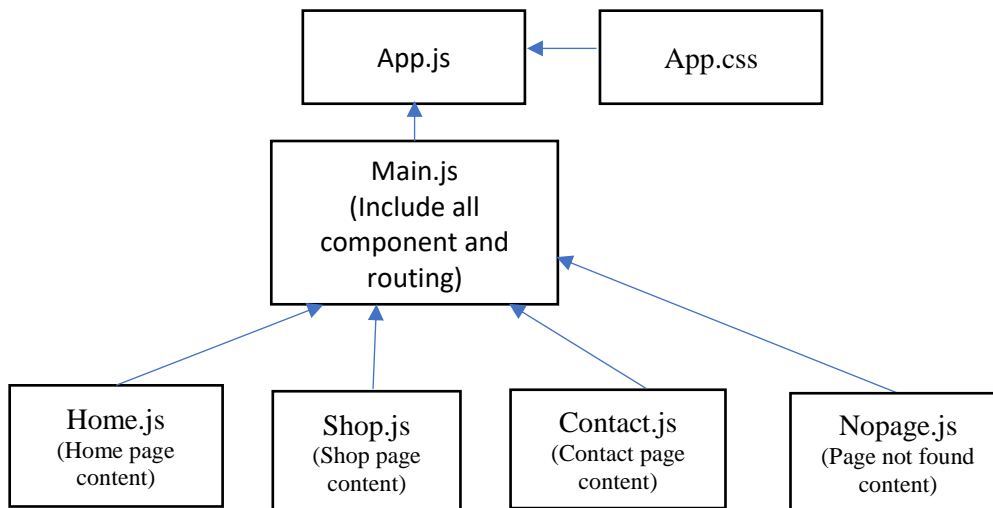 App.js
App.css
Main.js
(Include all
component and
routing)
Home.js
(Home page
content)
Shop.js
(Shop page
content)
Contact.js
(Contact page
content)
Nopage.js
(Page not found
content)